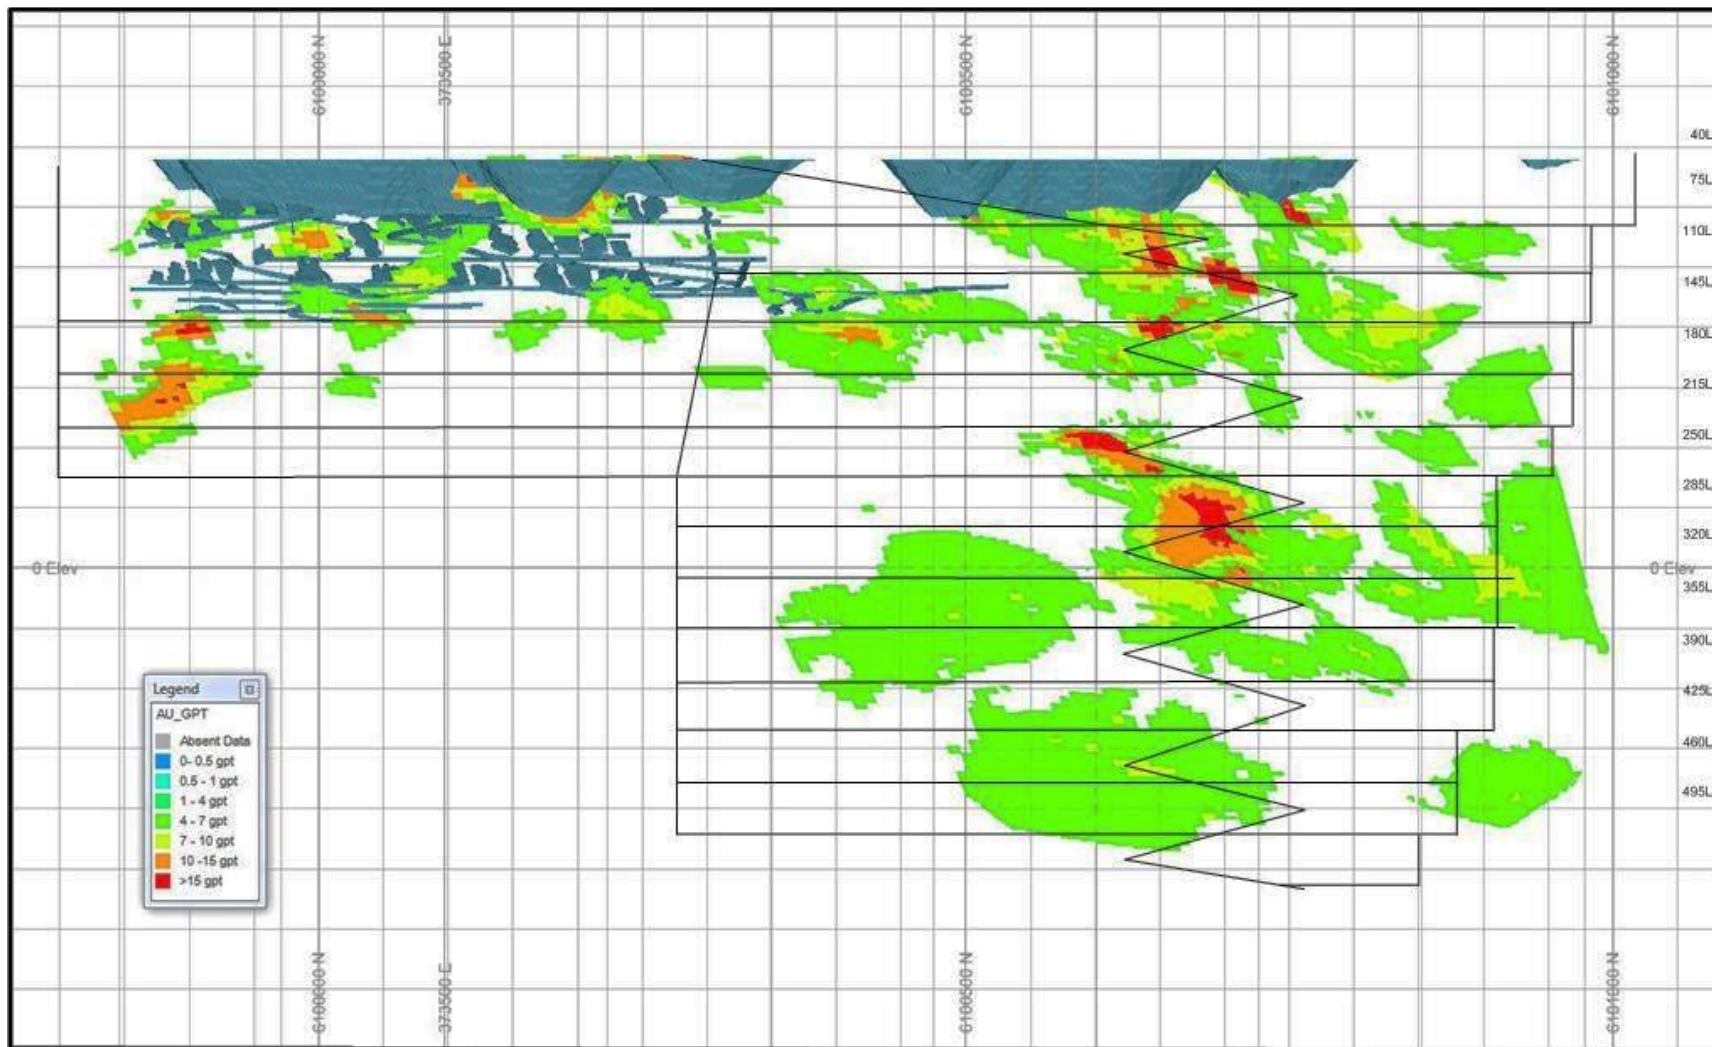 6100000 N
373500 E
6100500 N
6101000 N
40L
75L
110L
145L
180L
215L
250L
285L
320L
0 Elev
0 Elev
355L
390L
425L
460L
495L
Legend
AU_GPT
Absent Data
0- 0.5 gpt
0.5 - 1 gpt
1 - 4 gpt
4 - 7 gpt
7 - 10 gpt
10 -15 gpt
>15 gpt
6100000 N
373500 E
6100500 N
6101000 N